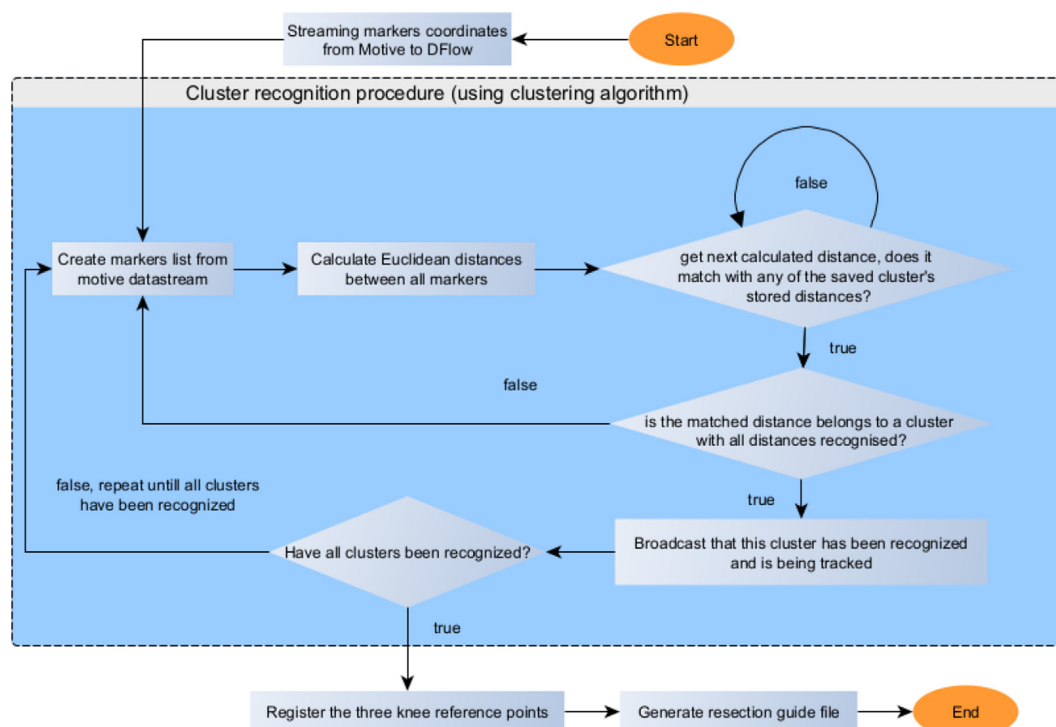 Streaming markers coordinates
from Motive to DFlow
Start
Cluster recognition procedure (using clustering algorithm)
false
Create markers list from
motive datastream
Calculate Euclidean distances
between all markers
get next calculated distance, does it
match with any of the saved cluster's
stored distances?
true
false
is the matched distance belongs to a cluster
with all distances recognised?
false, repeat untill all clusters
have been recognized
true
Have all clusters been recognized?
Broadcast that this cluster has been recognized
and is being tracked
true
Register the three knee reference points
Generate resection guide file
End